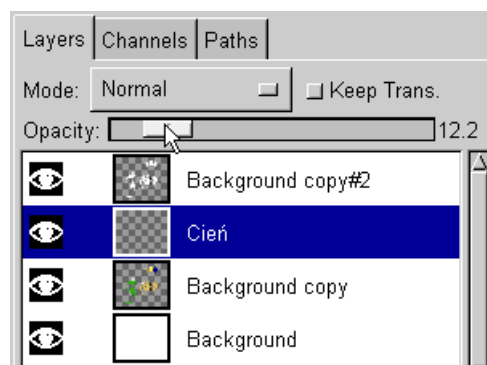 Layers Channels Paths
Mode: Normal Keep Trans.
Opacity: 12.2
Background copy#2
Cień
Background copy
Background